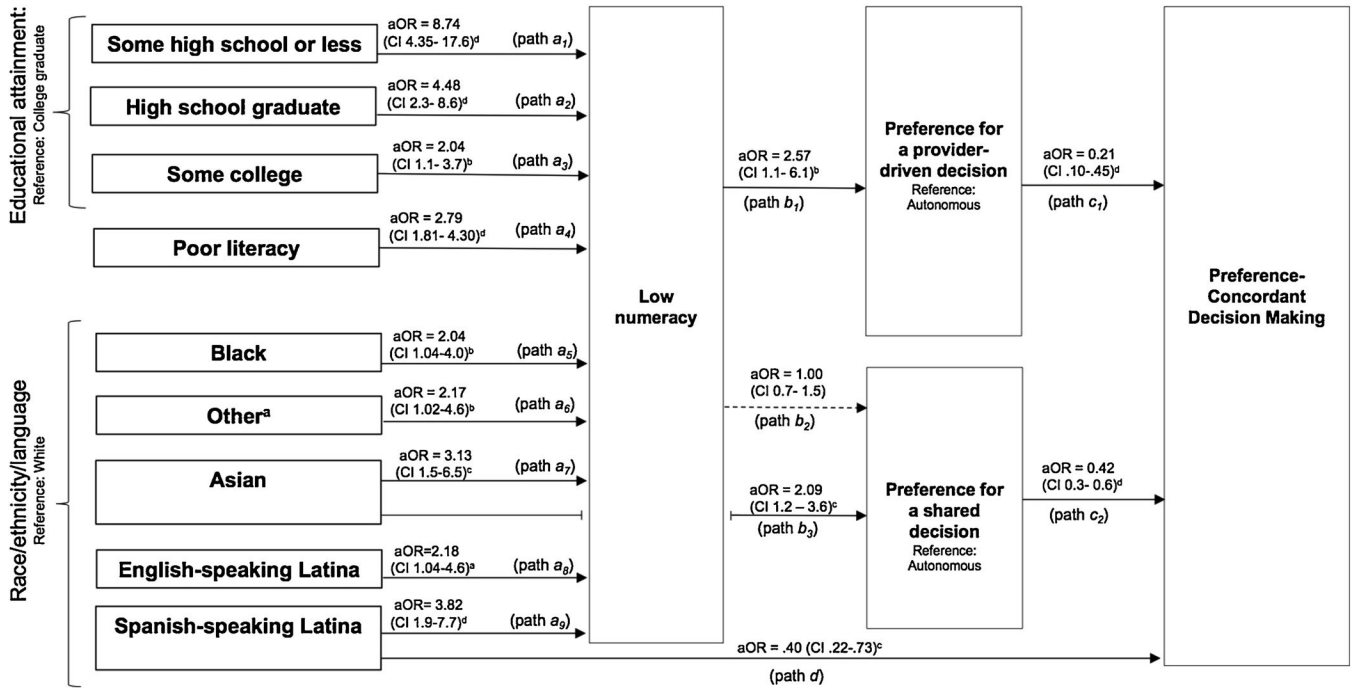 Educational attainment:
Reference: College graduate
Some high school or less
aOR = 8.74
(CI 4.35- 17.6)ᵈ
(path a₁)
High school graduate
aOR = 4.48
(CI 2.3- 8.6)ᵈ
(path a₂)
Some college
aOR = 2.04
(CI 1.1- 3.7)ᵇ
(path a₃)
Poor literacy
aOR = 2.79
(CI 1.81- 4.30)ᵈ
(path a₄)
Race/ethnicity/language
Reference: White
Black
aOR = 2.04
(CI 1.04-4.0)ᵇ
(path a₅)
Otherᵃ
aOR = 2.17
(CI 1.02-4.6)ᵇ
(path a₆)
Asian
aOR = 3.13
(CI 1.5-6.5)ᶜ
(path a₇)
English-speaking Latina
aOR=2.18
(CI 1.04-4.6)ᵃ
(path a₈)
Spanish-speaking Latina
aOR= 3.82
(CI 1.9-7.7)ᵈ
(path a₉)
Low
numeracy
aOR = 2.57
(CI 1.1- 6.1)ᵇ
(path b₁)
aOR = 1.00
(CI 0.7- 1.5)
(path b₂)
aOR = 2.09
(CI 1.2 – 3.6)ᶜ
(path b₃)
Preference for
a provider-
driven decision
Reference:
Autonomous
Preference for
a shared
decision
Reference:
Autonomous
aOR = 0.21
(CI .10-.45)ᵈ
(path c₁)
aOR = 0.42
(CI 0.3- 0.6)ᵈ
(path c₂)
aOR = .40 (CI .22-.73)ᶜ
(path d)
Preference-
Concordant
Decision Making